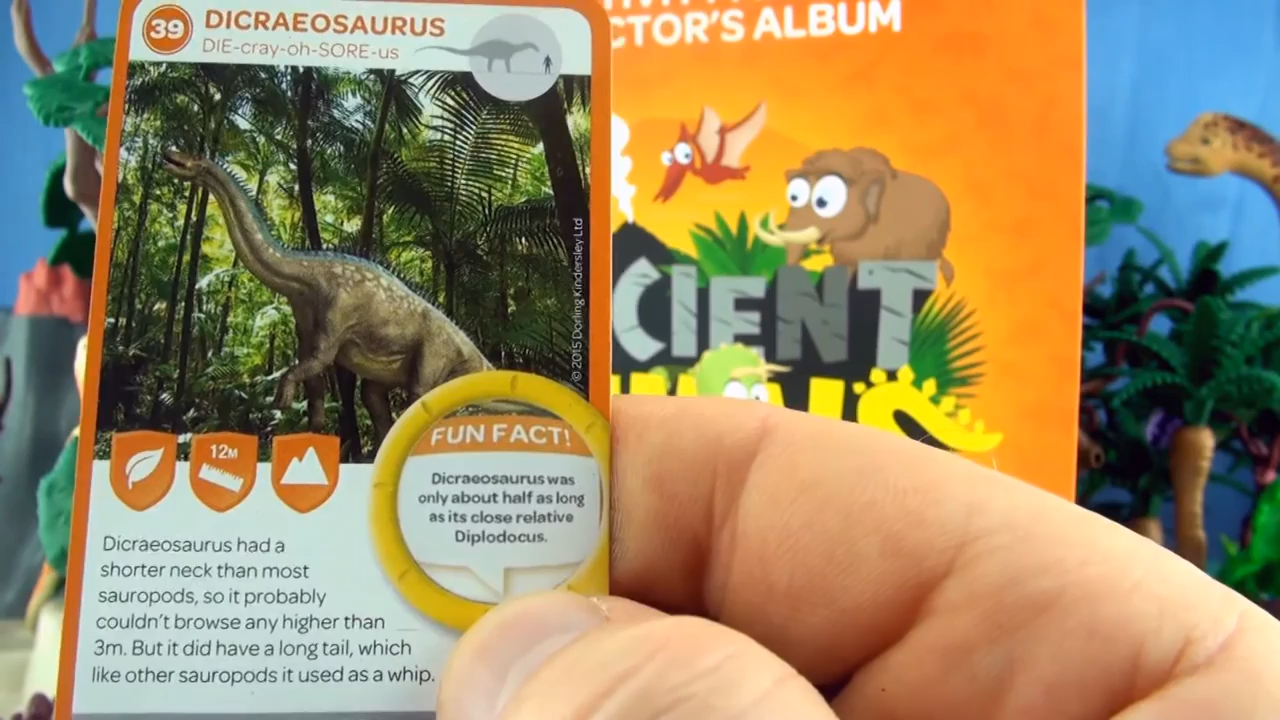 39
DICRAEOSAURUS
DIE-cray-oh-SORE-us
CTOR'S ALBUM
CIENT
© 2015 Dorling Kindersley Ltd
12M
FUN FACT!
Dicraeosaurus was
only about half as long
as its close relative
Diplodocus.
Dicraeosaurus had a
shorter neck than most
sauropods, so it probably
couldn't browse any higher than
3m. But it did have a long tail, which
like other sauropods it used as a whip.